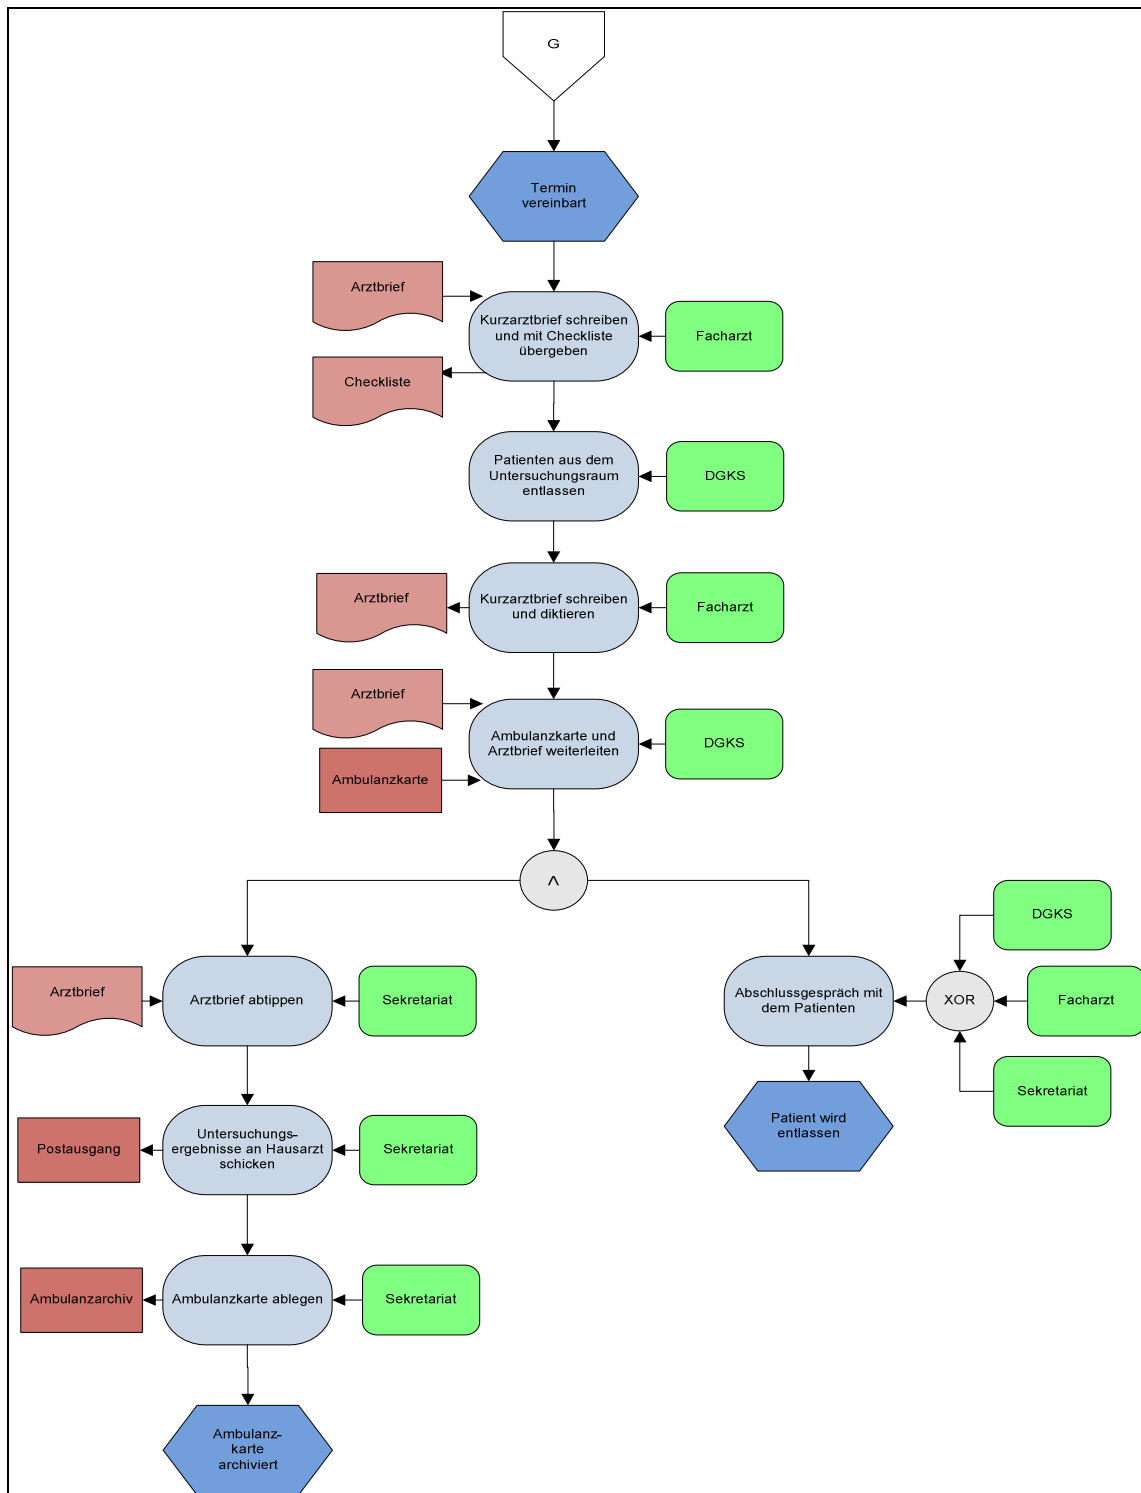 G
Termin
vereinbart
Arztbrief
Kurzarztbrief schreiben
und mit Checkliste
übergeben
Facharzt
Checkliste
Patienten aus dem
Untersuchungsraum
entlassen
DGKS
Arztbrief
Kurzarztbrief schreiben
und diktieren
Facharzt
Arztbrief
Ambulanzkarte und
Arztbrief weiterleiten
DGKS
Ambulanzkarte
^
Arztbrief
Arztbrief abtippen
Sekretariat
Abschlussgespräch mit
dem Patienten
XOR
DGKS
Facharzt
Sekretariat
Postausgang
Untersuchungs-
ergebnisse an Hausarzt
schicken
Sekretariat
Patient wird
entlassen
Ambulanzarchiv
Ambulanzkarte ablegen
Sekretariat
Ambulanz-
karte
archiviert